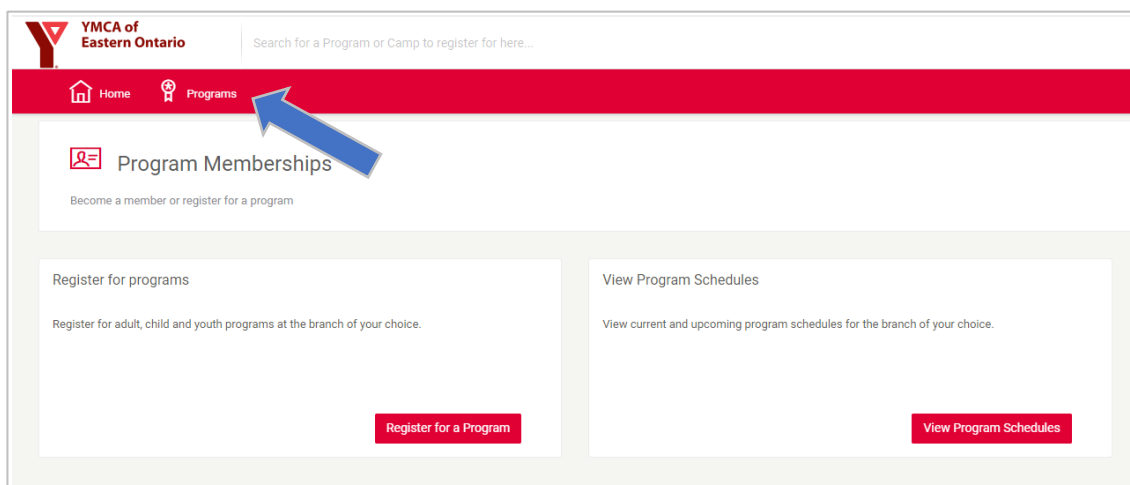 YMCA of
Eastern Ontario
Search for a Program or Camp to register for here...
Home Programs
Program Memberships
Become a member or register for a program
Register for programs
Register for adult, child and youth programs at the branch of your choice.
Register for a Program
View Program Schedules
View current and upcoming program schedules for the branch of your choice.
View Program Schedules